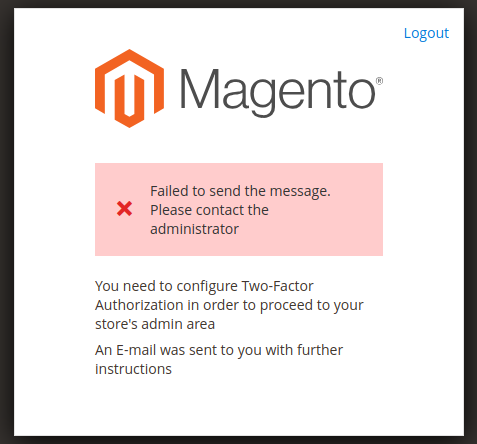 Logout
Magento®
Failed to send the message.
Please contact the
administrator
You need to configure Two-Factor
Authorization in order to proceed to your
store's admin area
An E-mail was sent to you with further
instructions